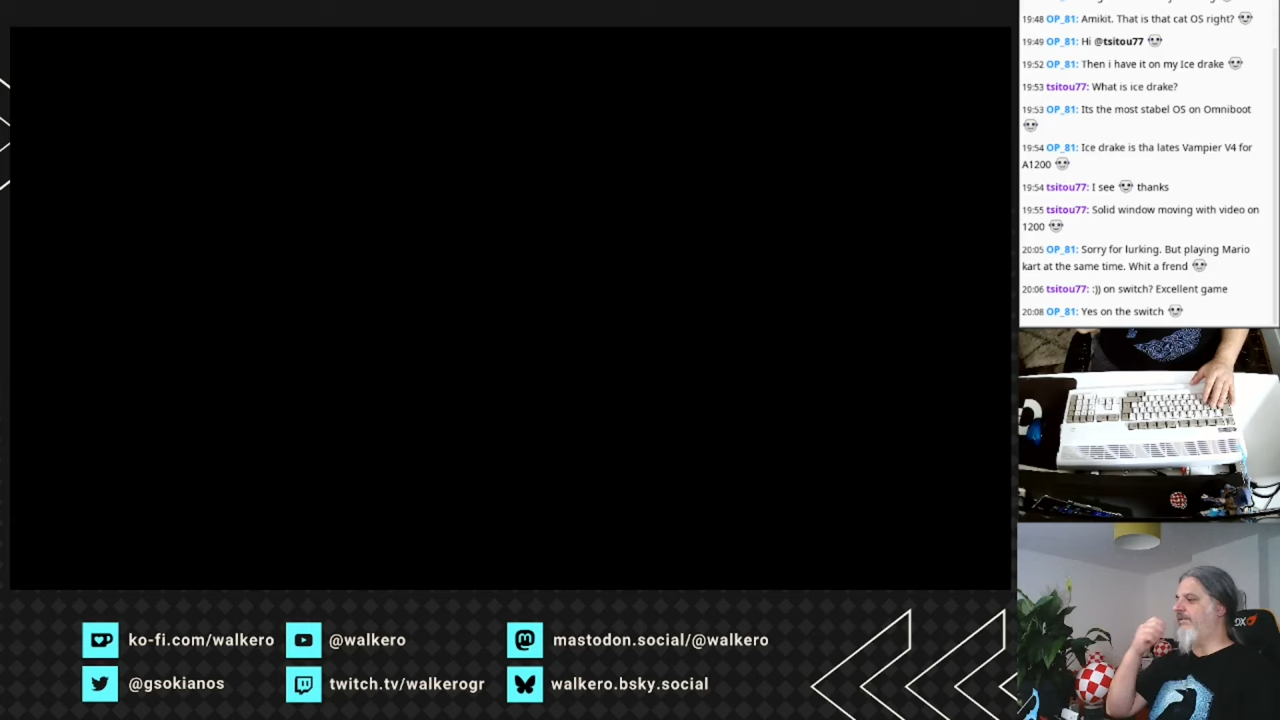 19:48 OP_81: Amikit. That is that cat OS right?
19:49 OP_81: Hi @tsitou77
19:52 OP_81: Then i have it on my Ice drake
19:53 tsitou77: What is ice drake?
19:53 OP_81: Its the most stabel OS on Omniboot
19:54 OP_81: Ice drake is tha lates Vampier V4 for
A1200
19:54 tsitou77: I see thanks
19:55 tsitou77: Solid window moving with video on
1200
20:05 OP_81: Sorry for lurking. But playing Mario
kart at the same time. Whit a frend
20:06 tsitou77: :)) on switch? Excellent game
20:08 OP_81: Yes on the switch
ko-fi.com/walkero
@walkero
mastodon.social/@walkero
@gsokianos
twitch.tv/walkerogr
walkero.bsky.social